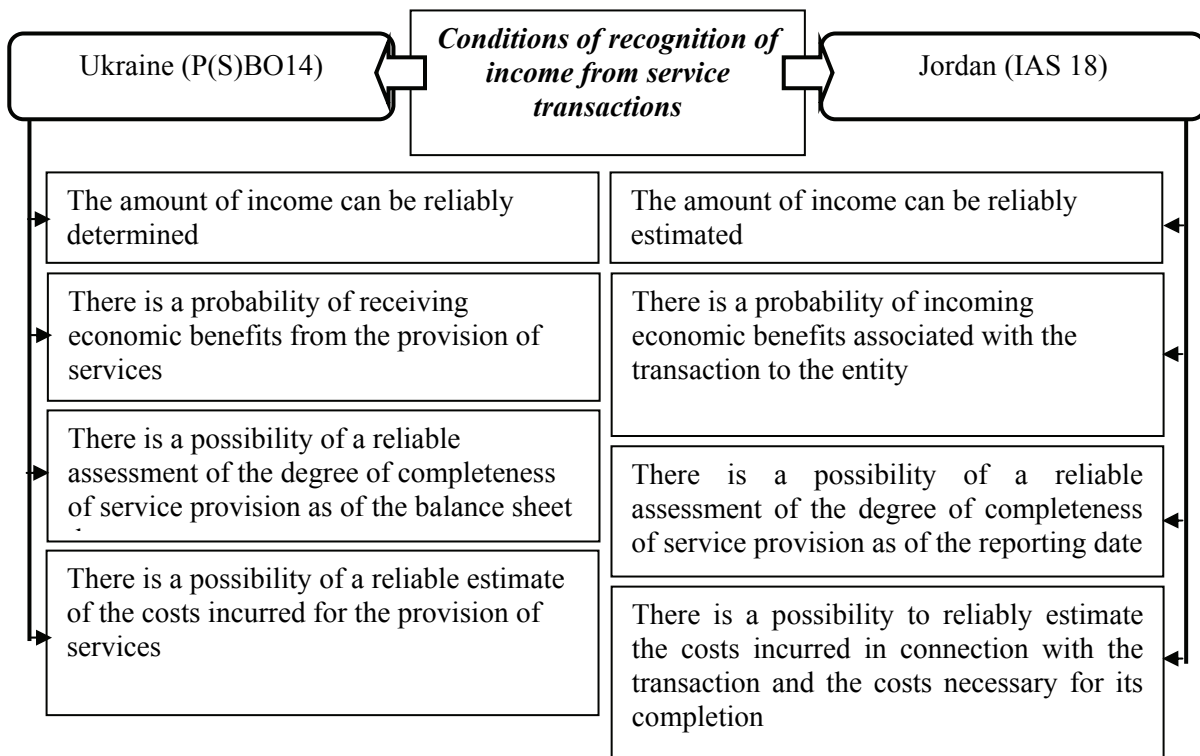 Conditions of recognition of
income from service
transactions
Ukraine (P(S)BO14)
Jordan (IAS 18)
The amount of income can be reliably
determined
There is a probability of receiving
economic benefits from the provision of
services
There is a possibility of a reliable
assessment of the degree of completeness
of service provision as of the balance sheet
There is a possibility of a reliable estimate
of the costs incurred for the provision of
services
The amount of income can be reliably
estimated
There is a probability of incoming
economic benefits associated with the
transaction to the entity
There is a possibility of a reliable
assessment of the degree of completeness
of service provision as of the reporting date
There is a possibility to reliably estimate
the costs incurred in connection with the
transaction and the costs necessary for its
completion